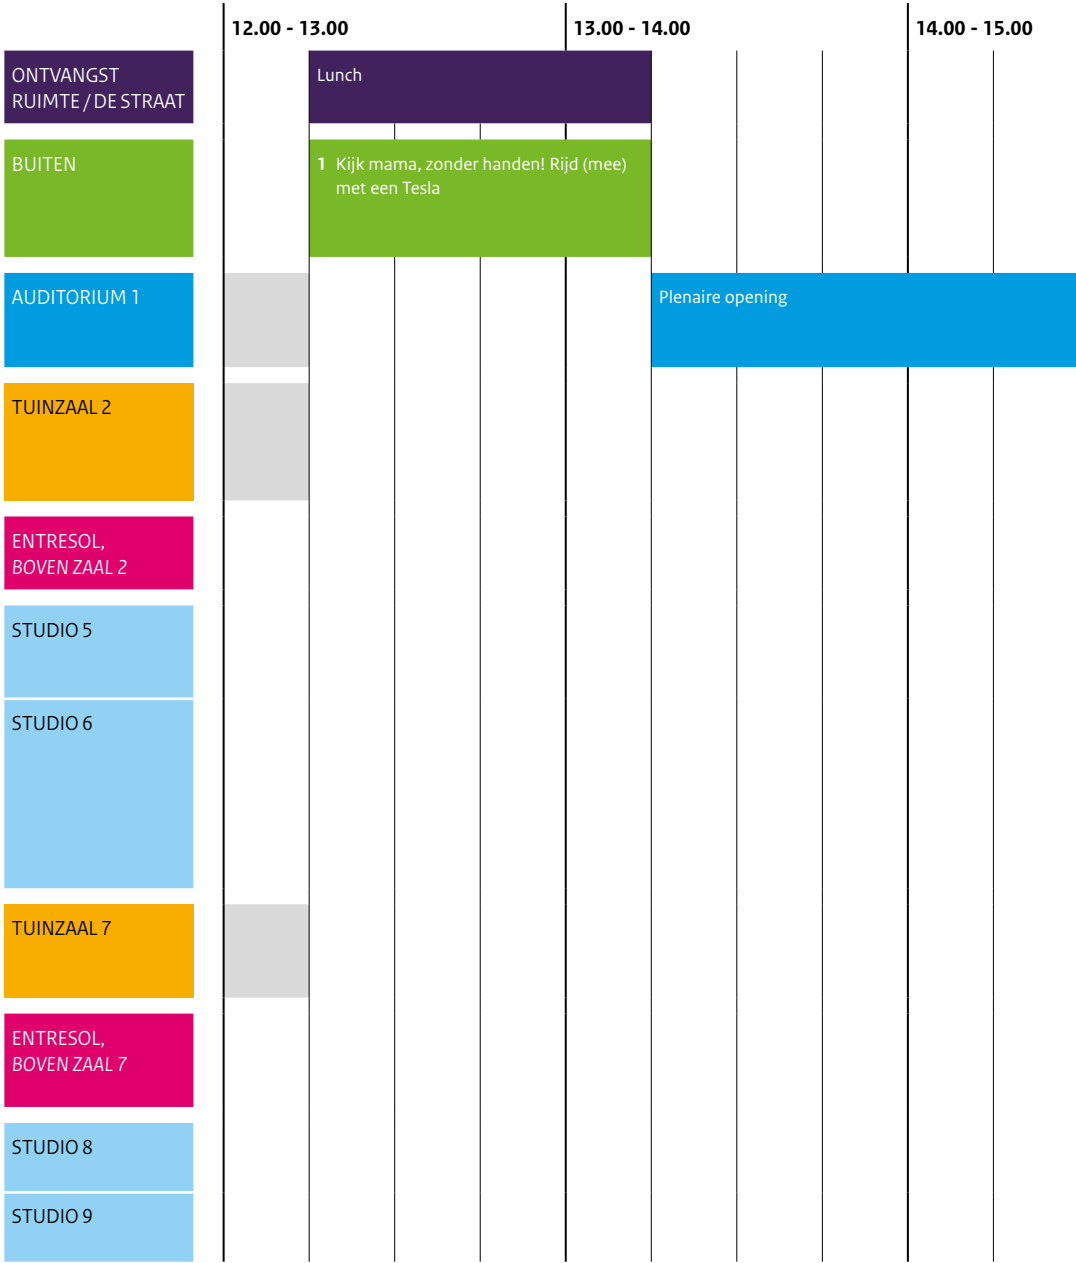 12.00 - 13.00
13.00 - 14.00
14.00 - 15.00
ONTVANGST
RUIMTE / DE STRAAT
Lunch
BUITEN
1 Kijk mama, zonder handen! Rijd (mee)
met een Tesla
AUDITORIUM 1
Plenaire opening
TUINZAAL 2
ENTRESOL,
BOVEN ZAAL 2
STUDIO 5
STUDIO 6
TUINZAAL 7
ENTRESOL,
BOVEN ZAAL 7
STUDIO 8
STUDIO 9